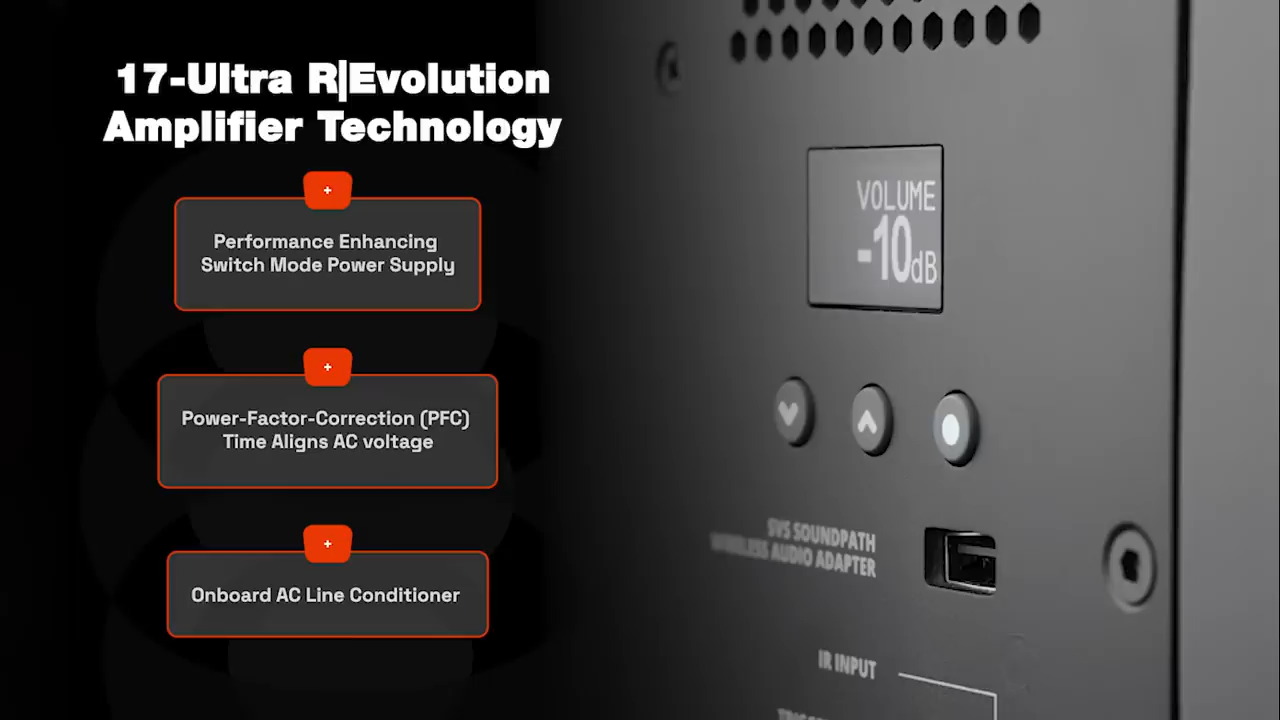 17-Ultra R|Evolution
Amplifier Technology
+
Performance Enhancing
Switch Mode Power Supply
+
Power-Factor-Correction (PFC)
Time Aligns AC voltage
+
Onboard AC Line Conditioner
VOLUME
-10dB
SVS SOUNDPATH
WIRELESS AUDIO ADAPTER
IR INPUT